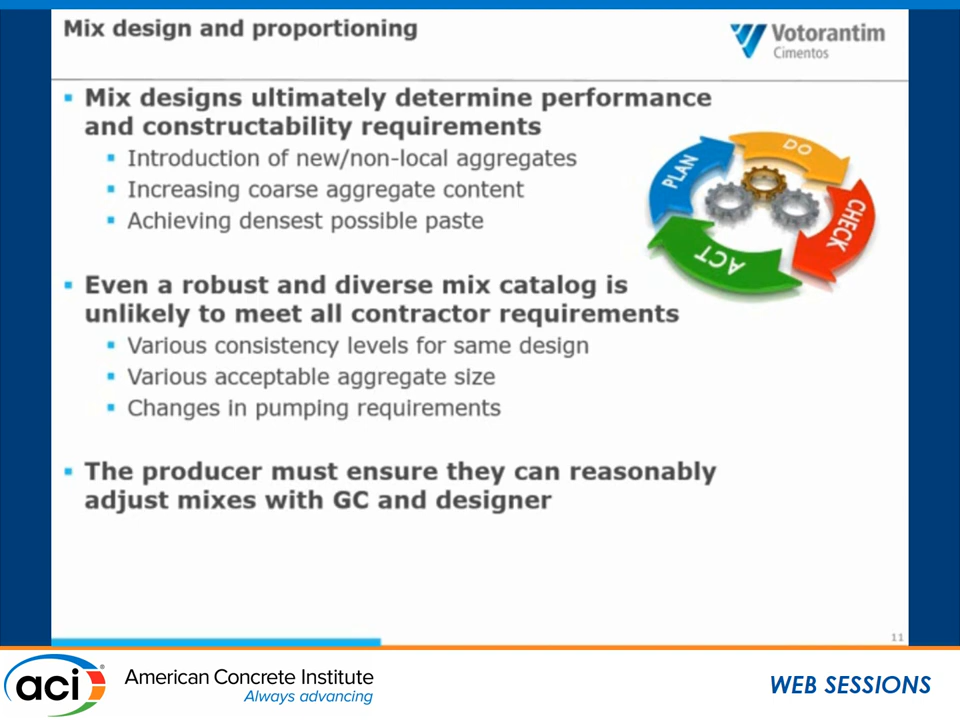 Mix design and proportioning
Votorantim
Cimentos
Mix designs ultimately determine performance
and constructability requirements
Introduction of new/non-local aggregates
Increasing coarse aggregate content
Achieving densest possible paste
PLAN
DO
CHECK
ACT
Even a robust and diverse mix catalog is
unlikely to meet all contractor requirements
Various consistency levels for same design
Various acceptable aggregate size
Changes in pumping requirements
The producer must ensure they can reasonably
adjust mixes with GC and designer
11
aci®
American Concrete Institute
Always advancing
WEB SESSIONS